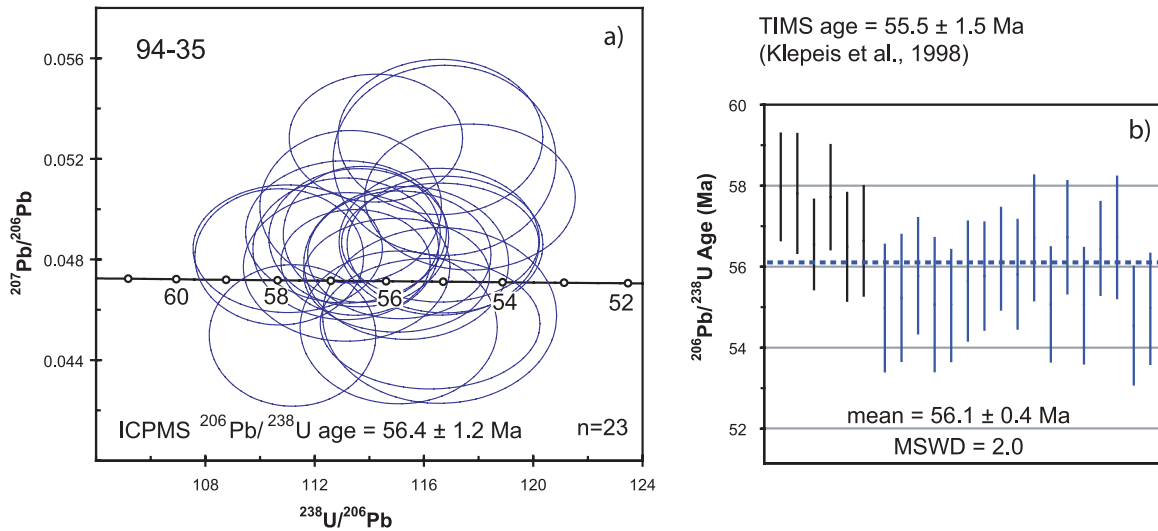 94-35
a)
0.056
0.052
0.048
0.044
207Pb/206Pb
60
58
56
54
52
ICPMS 206Pb/238U age = 56.4 ± 1.2 Ma
n=23
108
112
116
120
124
238U/206Pb
TIMS age = 55.5 ± 1.5 Ma
(Klepeis et al., 1998)
b)
60
58
56
54
52
206Pb/238U Age (Ma)
mean = 56.1 ± 0.4 Ma
MSWD = 2.0